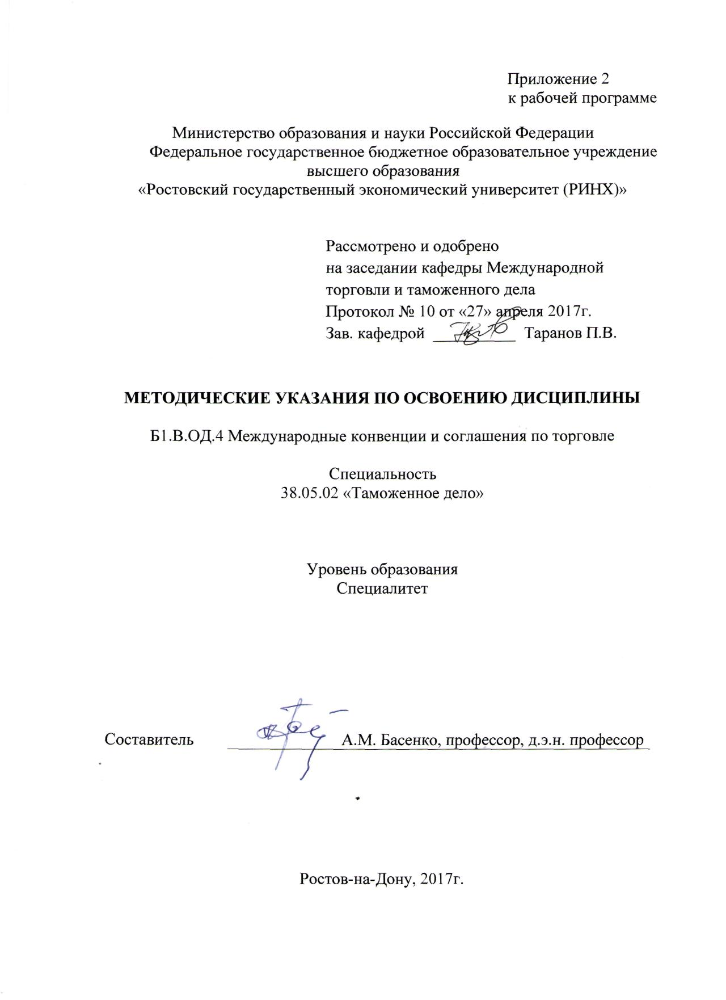 Приложение 2
к рабочей программе
Министерство образования и науки Российской Федерации
Федеральное государственное бюджетное образовательное учреждение
высшего образования
«Ростовский государственный экономический университет (РИНХ)»
Рассмотрено и одобрено
на заседании кафедры Международной
торговли и таможенного дела
Протокол № 10 от «27» апреля 2017г.
Зав. кафедрой Таранов П.В.
МЕТОДИЧЕСКИЕ УКАЗАНИЯ ПО ОСВОЕНИЮ ДИСЦИПЛИНЫ
Б1.В.ОД.4 Международные конвенции и соглашения по торговле
Специальность
38.05.02 «Таможенное дело»
Уровень образования
Специалитет
Составитель А.М. Басенко, профессор, д.э.н. профессор
Ростов-на-Дону, 2017г.